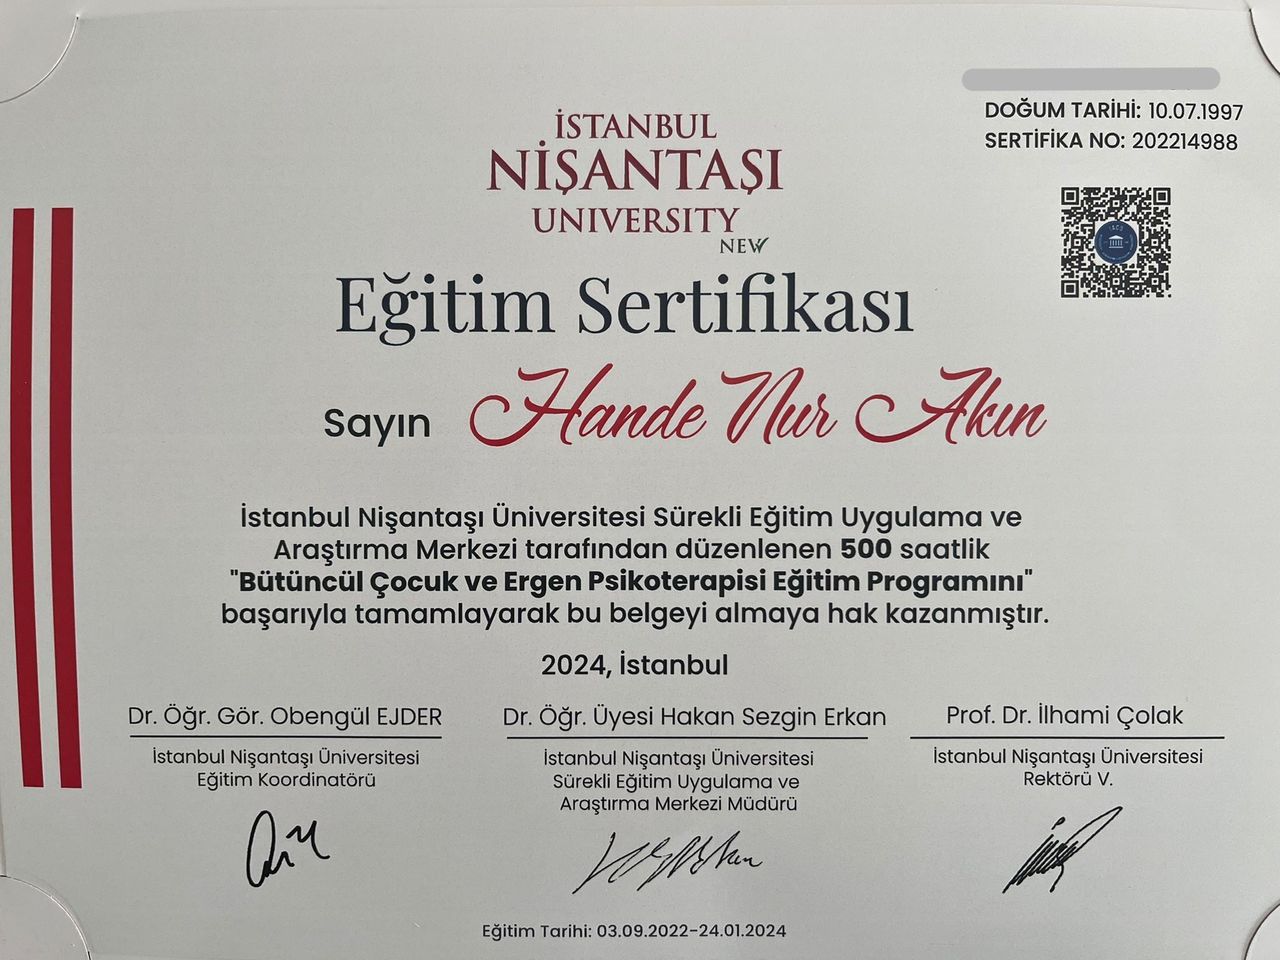 DOĞUM TARİHİ: 10.07.1997
SERTİFİKA NO: 202214988
İSTANBUL
NİŞANTAŞI
UNIVERSITY
NEW
Eğitim Sertifikası
Sayın Hande Nur Akın
İstanbul Nişantaşı Üniversitesi Sürekli Eğitim Uygulama ve
Araştırma Merkezi tarafından düzenlenen 500 saatlik
"Bütüncül Çocuk ve Ergen Psikoterapisi Eğitim Programını"
başarıyla tamamlayarak bu belgeyi almaya hak kazanmıştır.
2024, İstanbul
Dr. Öğr. Gör. Obengül EJDER
İstanbul Nişantaşı Üniversitesi
Eğitim Koordinatörü
Dr. Öğr. Üyesi Hakan Sezgin Erkan
İstanbul Nişantaşı Üniversitesi
Sürekli Eğitim Uygulama ve
Araştırma Merkezi Müdürü
Prof. Dr. İlhami Çolak
İstanbul Nişantaşı Üniversitesi
Rektörü V.
Eğitim Tarihi: 03.09.2022-24.01.2024